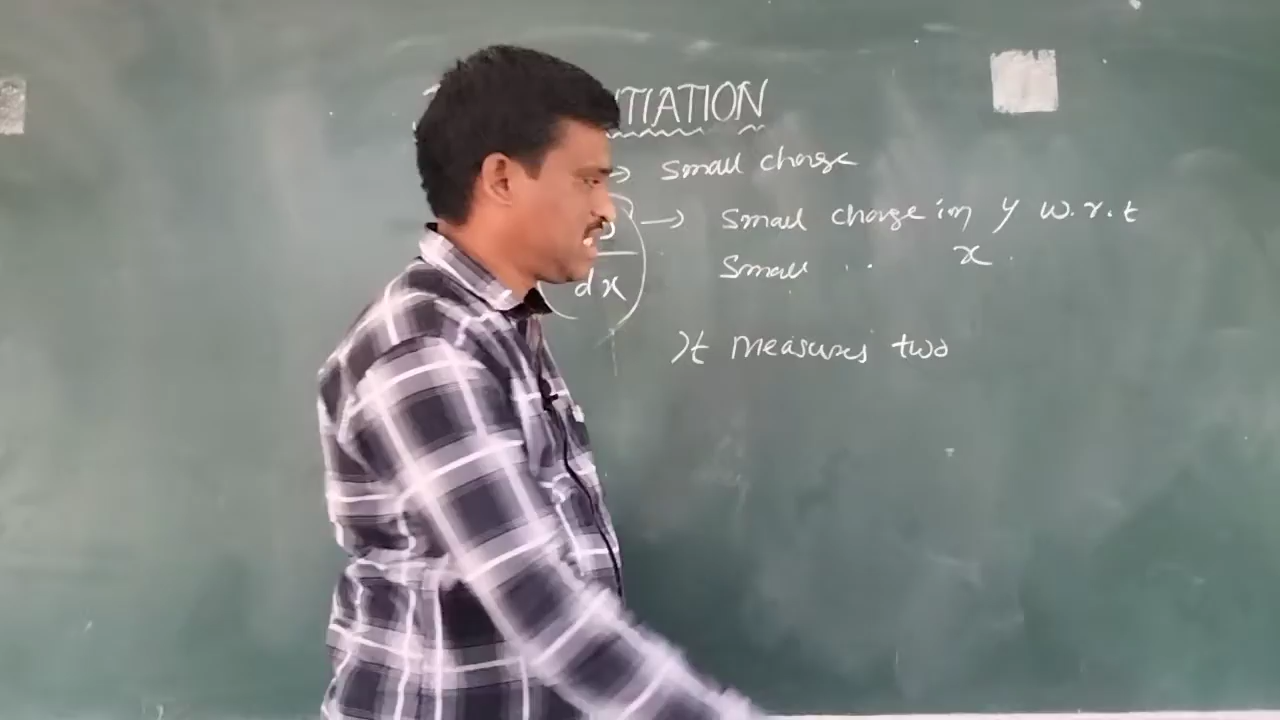 TIATION
→ Small change
dx
→ Small change in y w.r.t
Small .. x.
It measures two